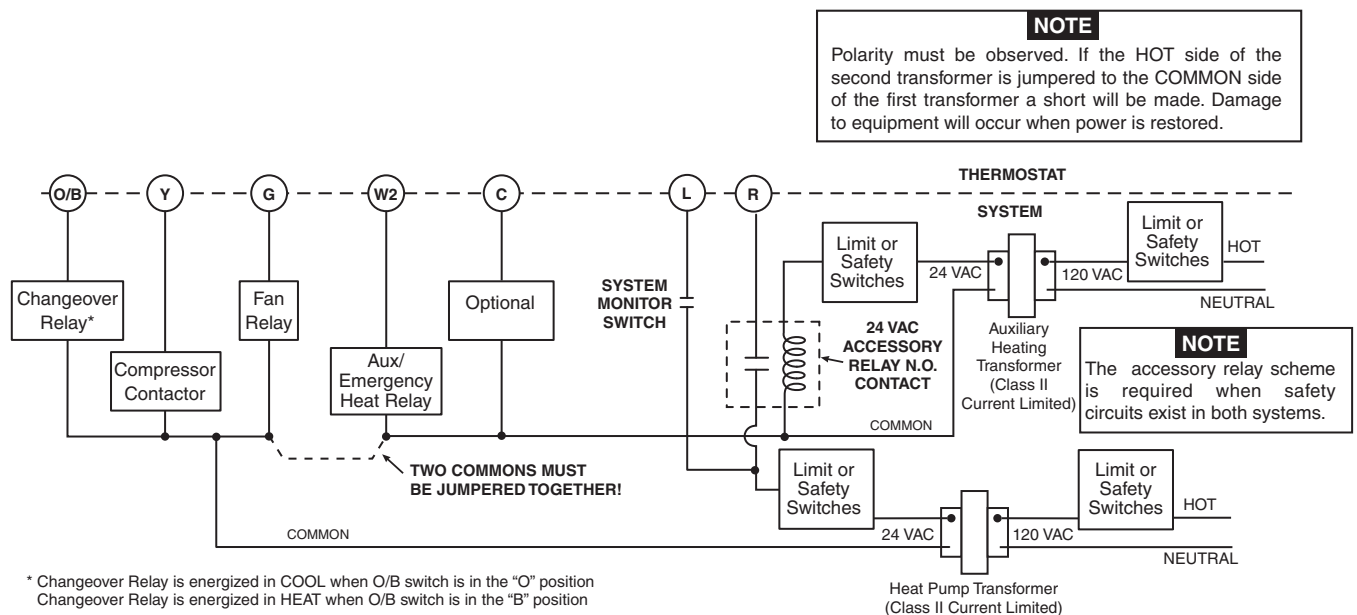 NOTE
Polarity must be observed. If the HOT side of the
second transformer is jumpered to the COMMON side
of the first transformer a short will be made. Damage
to equipment will occur when power is restored.
THERMOSTAT
O/B
Y
G
W2
C
L
R
SYSTEM
Changeover
Relay*
Compressor
Contactor
Fan
Relay
Aux/
Emergency
Heat Relay
Optional
SYSTEM
MONITOR
SWITCH
24 VAC
ACCESSORY
RELAY N.O.
CONTACT
Limit or
Safety
Switches
24 VAC
120 VAC
Limit or
Safety
Switches
HOT
NEUTRAL
Auxiliary
Heating
Transformer
(Class II
Current Limited)
NOTE
The accessory relay scheme
is required when safety
circuits exist in both systems.
COMMON
TWO COMMONS MUST
BE JUMPERED TOGETHER!
Limit or
Safety
Switches
24 VAC
120 VAC
Limit or
Safety
Switches
HOT
NEUTRAL
COMMON
Heat Pump Transformer
(Class II Current Limited)
* Changeover Relay is energized in COOL when O/B switch is in the “O” position
Changeover Relay is energized in HEAT when O/B switch is in the “B” position